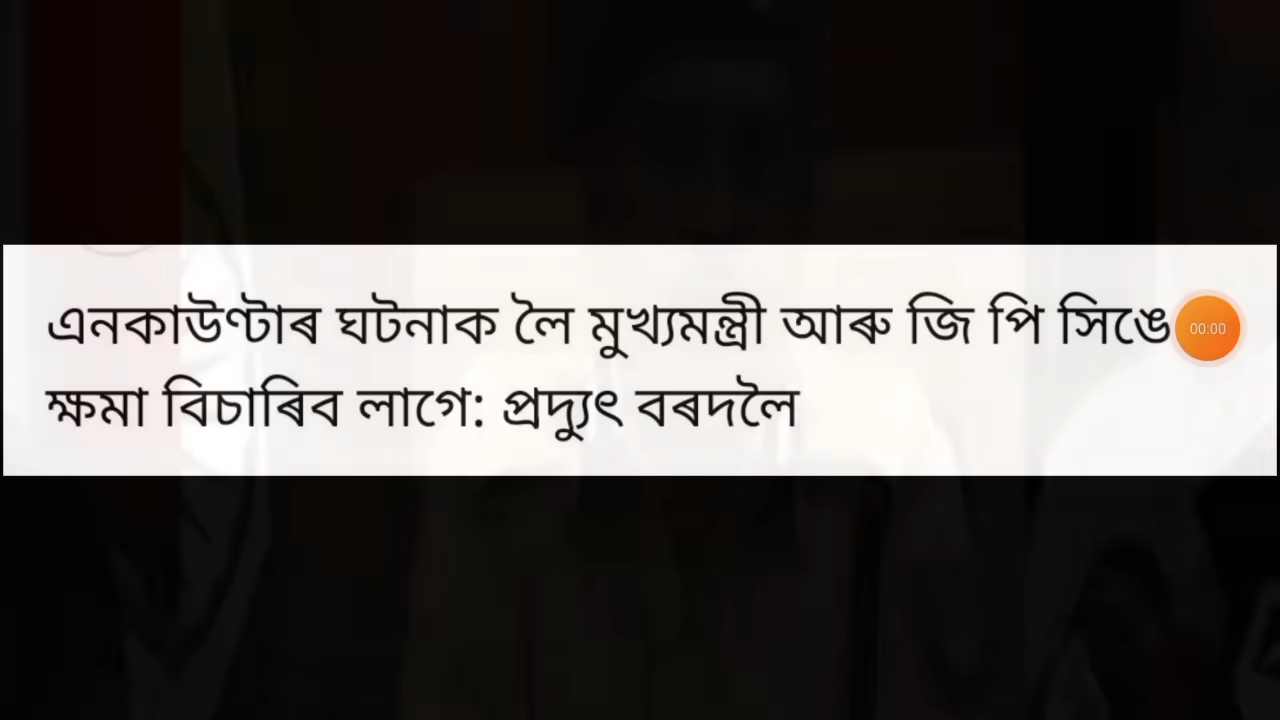 এনকাউণ্টাৰ ঘটনাক লৈ মুখ্যমন্ত্ৰী আৰু জি পি সিঙে
00:00
ক্ষমা বিচাৰিব লাগে: প্ৰদ্যুৎ বৰদলৈ